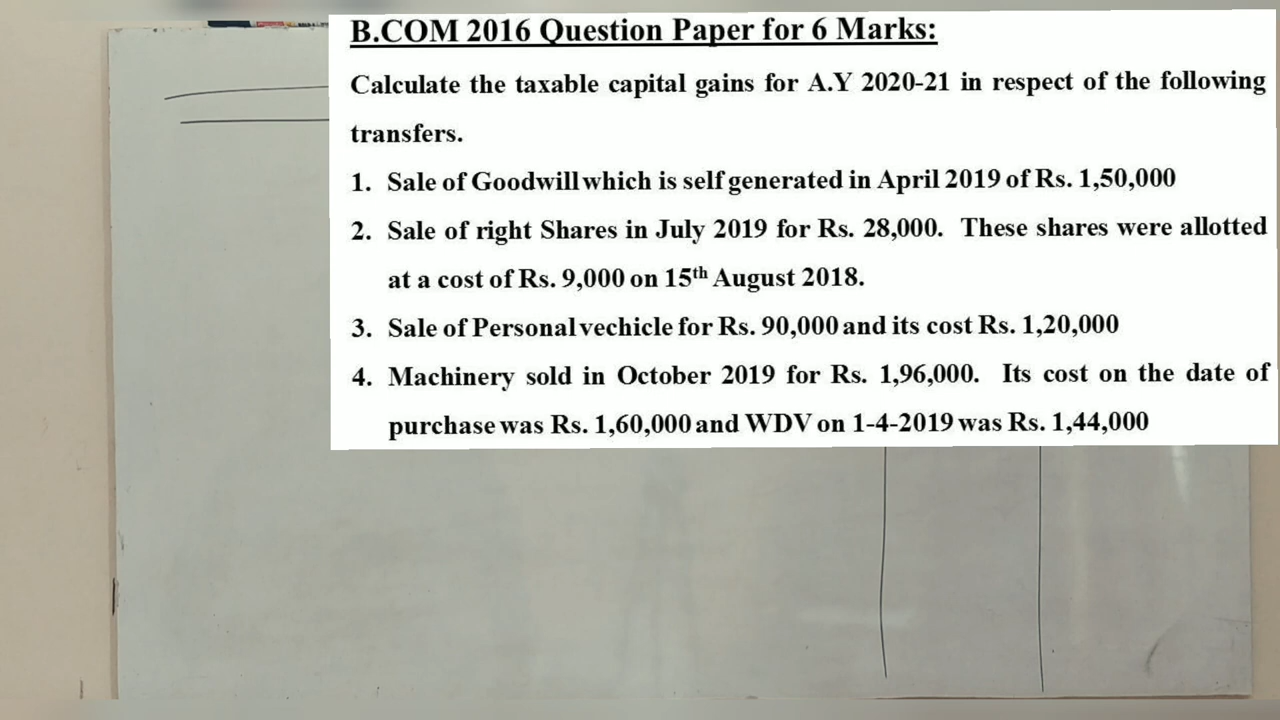 B.COM 2016 Question Paper for 6 Marks:
Calculate the taxable capital gains for A.Y 2020-21 in respect of the following
transfers.
1. Sale of Goodwill which is self generated in April 2019 of Rs. 1,50,000
2. Sale of right Shares in July 2019 for Rs. 28,000. These shares were allotted
at a cost of Rs. 9,000 on 15th August 2018.
3. Sale of Personal vechicle for Rs. 90,000 and its cost Rs. 1,20,000
4. Machinery sold in October 2019 for Rs. 1,96,000. Its cost on the date of
purchase was Rs. 1,60,000 and WDV on 1-4-2019 was Rs. 1,44,000